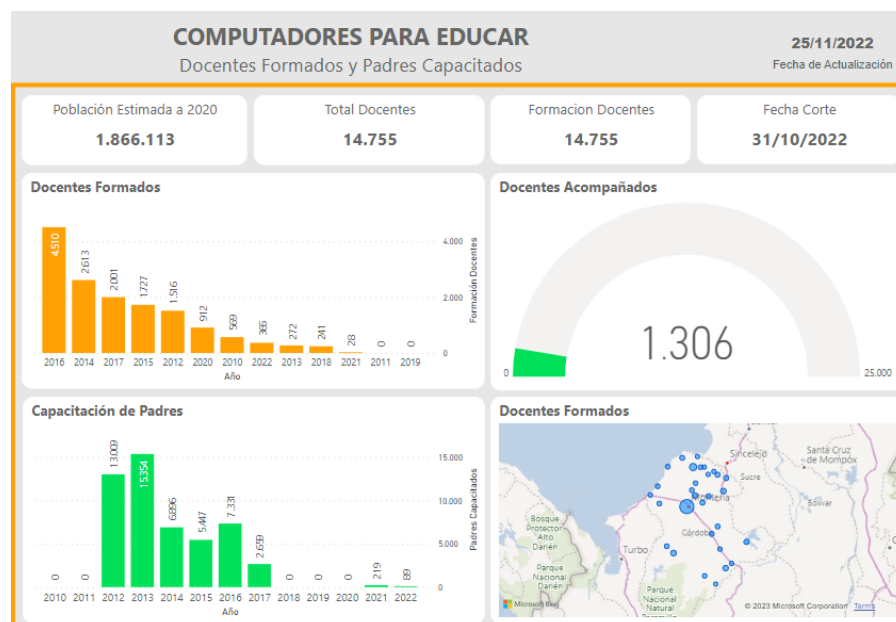 COMPUTADORES PARA EDUCAR
Docentes Formados y Padres Capacitados
25/11/2022
Fecha de Actualización
Población Estimada a 2020
1.866.113
Total Docentes
14.755
Formacion Docentes
14.755
Fecha Corte
31/10/2022
Docentes Formados
4.510
2.613
2.001
1.727
1.516
912
569
366
272
241
28
0
0
4.000
2.000
0
Formación Docentes
2016 2014 2017 2015 2012 2020 2010 2022 2013 2018 2021 2011 2019
Año
Docentes Acompañados
1.306
0
25.000
Capacitación de Padres
0
0
13.009
15.354
6.896
5.447
7.331
2.659
0
0
0
219
89
15.000
10.000
5.000
0
Padres Capacitados
2010 2011 2012 2013 2014 2015 2016 2017 2018 2019 2020 2021 2022
Año
Docentes Formados
Sincelejo
Santa Cruz
de Mompox
Sucre
Bolívar
Córdoba
Bosque
Protector
Alto
Darién
Turbo
Parque
Nacional
Darién
Parque
Nacional
Natural
Microsoft Bing
© 2023 Microsoft Corporation
Terms